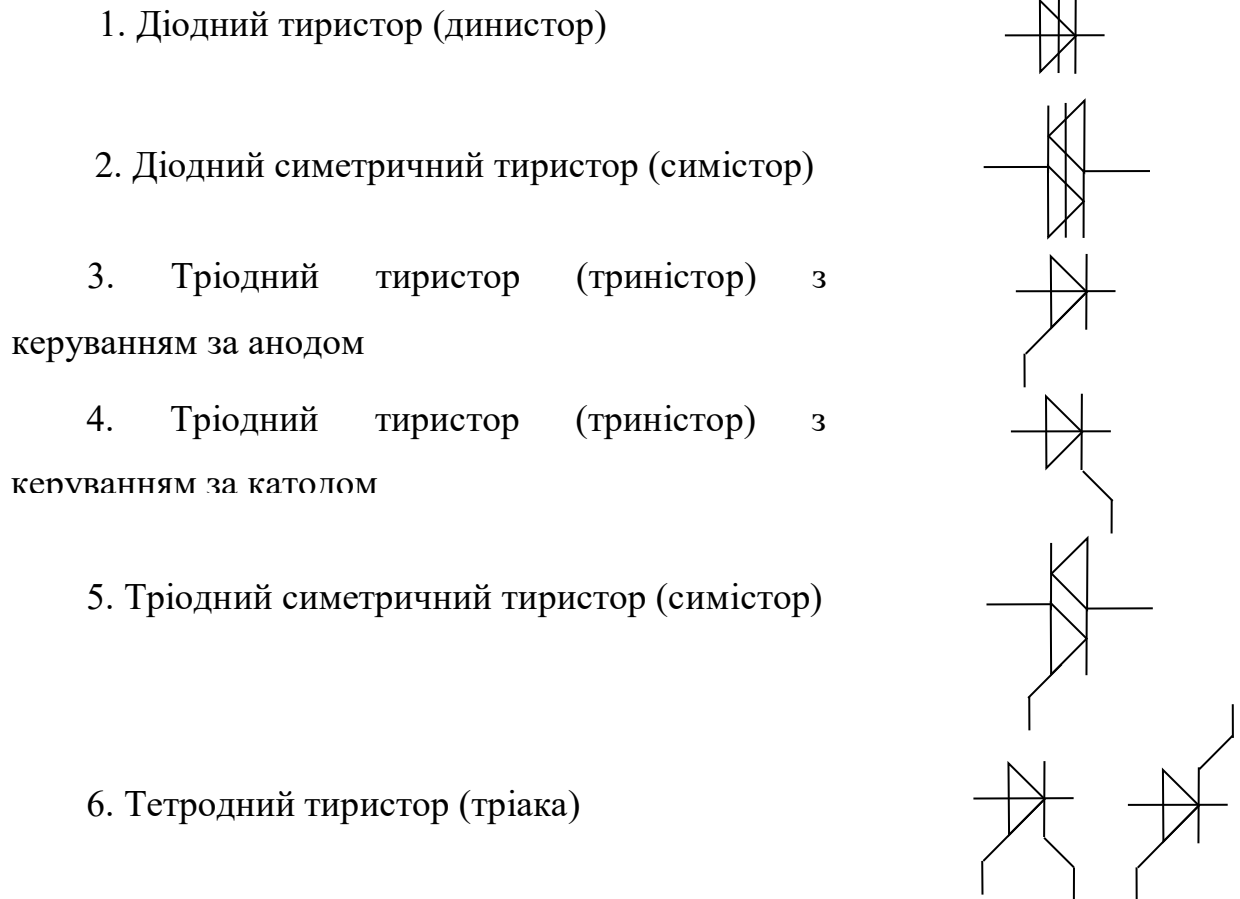 1. Діодний тиристор (динистор)
2. Діодний симетричний тиристор (симістор)
3. Тріодний тиристор (триністор) з
керуванням за анодом
4. Тріодний тиристор (триністор) з
керуванням за катодом
5. Тріодний симетричний тиристор (симістор)
6. Тетродний тиристор (тріака)